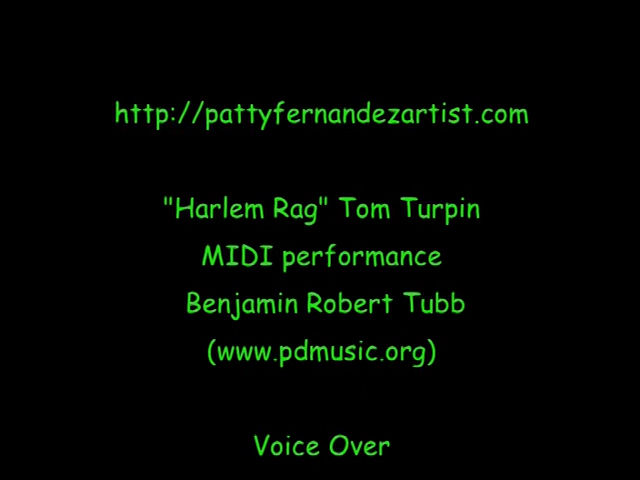 http://pattyfernandezartist.com
"Harlem Rag" Tom Turpin
MIDI performance
Benjamin Robert Tubb
(www.pdmusic.org)
Voice Over